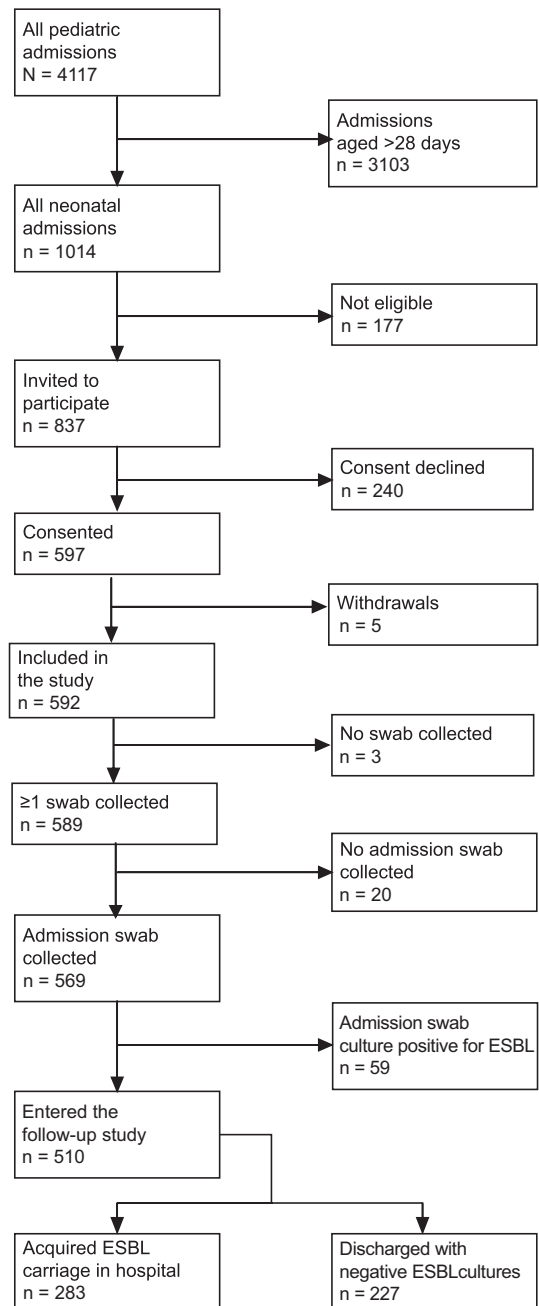 All pediatric
admissions
N = 4117
Admissions
aged >28 days
n = 3103
All neonatal
admissions
n = 1014
Not eligible
n = 177
Invited to
participate
n = 837
Consent declined
n = 240
Consented
n = 597
Withdrawals
n = 5
Included in
the study
n = 592
No swab collected
n = 3
≥1 swab collected
n = 589
No admission swab
collected
n = 20
Admission swab
collected
n = 569
Admission swab
culture positive for ESBL
n = 59
Entered the
follow-up study
n = 510
Acquired ESBL
carriage in hospital
n = 283
Discharged with
negative ESBLcultures
n = 227